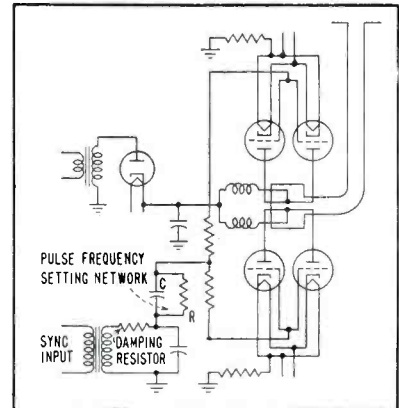 PULSE FREQUENCY
SETTING NETWORK
C
R
SYNC
INPUT
DAMPING
RESISTOR